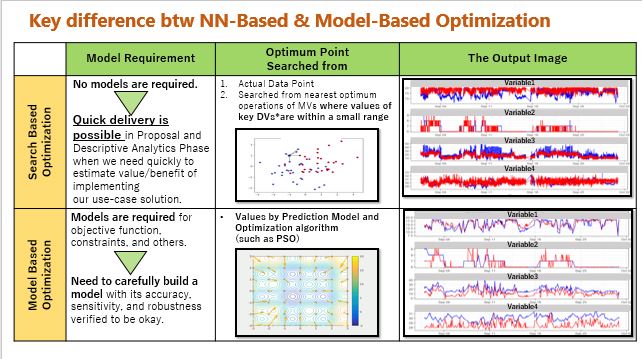 Key difference btw NN-Based & Model-Based Optimization
Model Requirement
Optimum Point
Searched from
The Output Image
Search Based
Optimization
No models are required.
Quick delivery is
possible in Proposal and
Descriptive Analytics Phase
when we need quickly to
estimate value/benefit of
implementing
our use-case solution.
1. Actual Data Point
2. Searched from nearest optimum
operations of MVs where values of
key DVs*are within a small range
Variable1
Variable2
Variable3
Variable4
Model Based
Optimization
Models are required for
objective function,
constraints, and others.
Need to carefully build a
model with its accuracy,
sensitivity, and robustness
verified to be okay.
• Values by Prediction Model and
Optimization algorithm
(such as PSO)
Variable1
Variable2
Variable3
Variable4